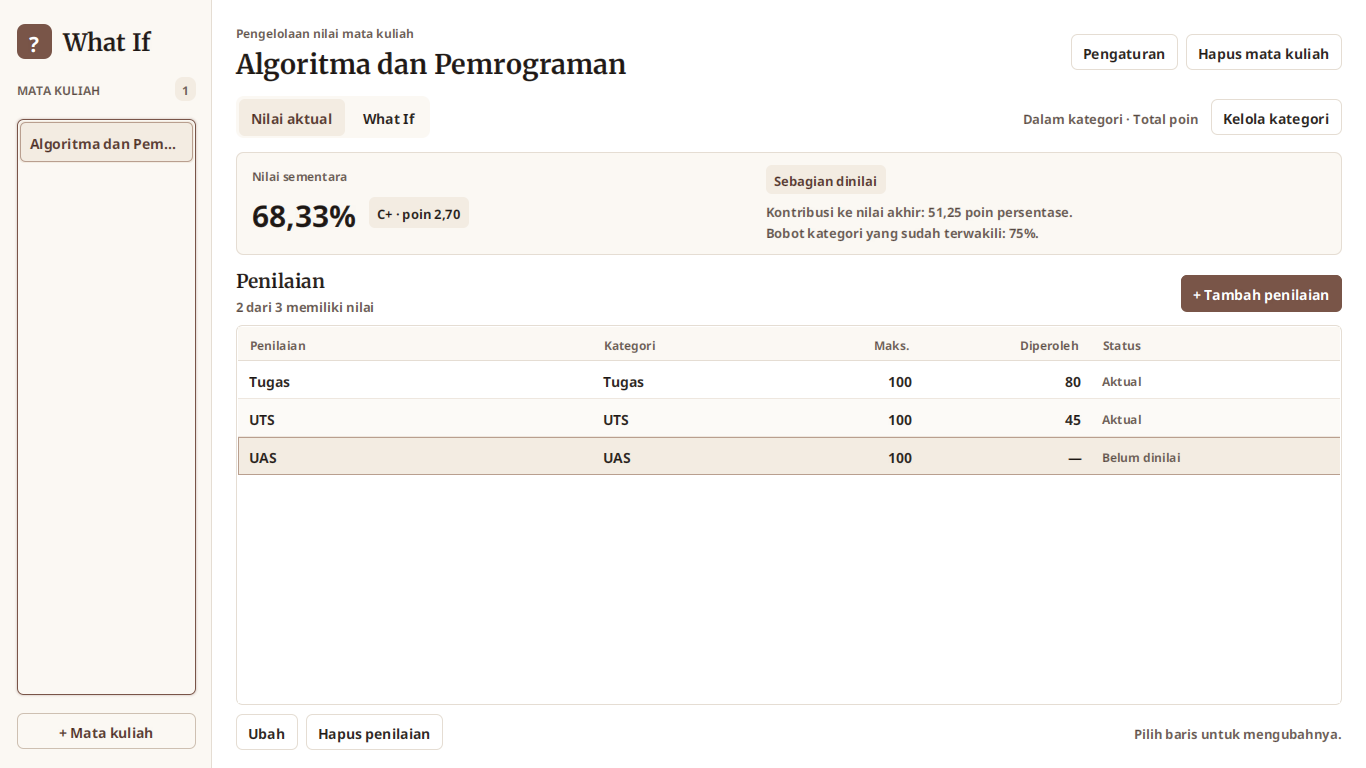 ? What If
MATA KULIAH 1
Algoritma dan Pem...
+ Mata kuliah
Pengelolaan nilai mata kuliah
Algoritma dan Pemrograman
Pengaturan Hapus mata kuliah
Nilai aktual What If
Dalam kategori · Total poin Kelola kategori
Nilai sementara
68,33% C+ · poin 2,70
Sebagian dinilai
Kontribusi ke nilai akhir: 51,25 poin persentase.
Bobot kategori yang sudah terwakili: 75%.
Penilaian
2 dari 3 memiliki nilai
+ Tambah penilaian
Penilaian Kategori Maks. Diperoleh Status
Tugas Tugas 100 80 Aktual
UTS UTS 100 45 Aktual
UAS UAS 100 — Belum dinilai
Ubah Hapus penilaian Pilih baris untuk mengubahnya.